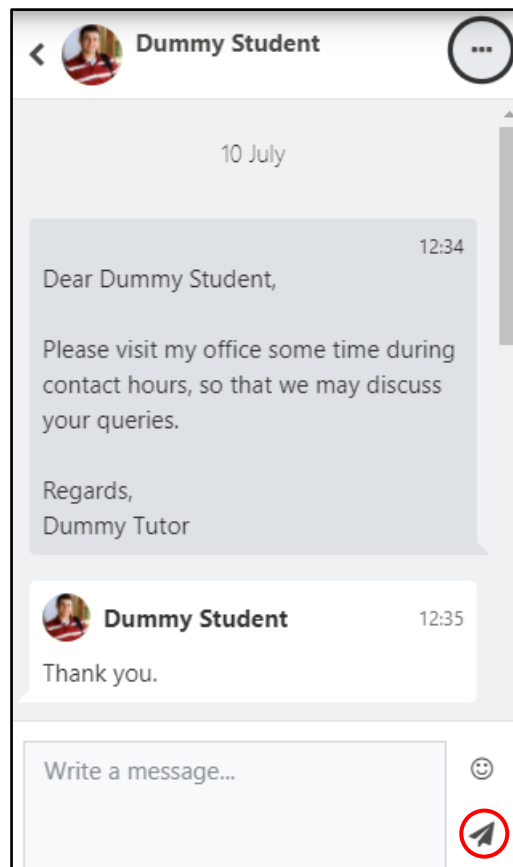 Dummy Student
10 July
12:34
Dear Dummy Student,
Please visit my office some time during
contact hours, so that we may discuss
your queries.
Regards,
Dummy Tutor
Dummy Student 12:35
Thank you.
Write a message...